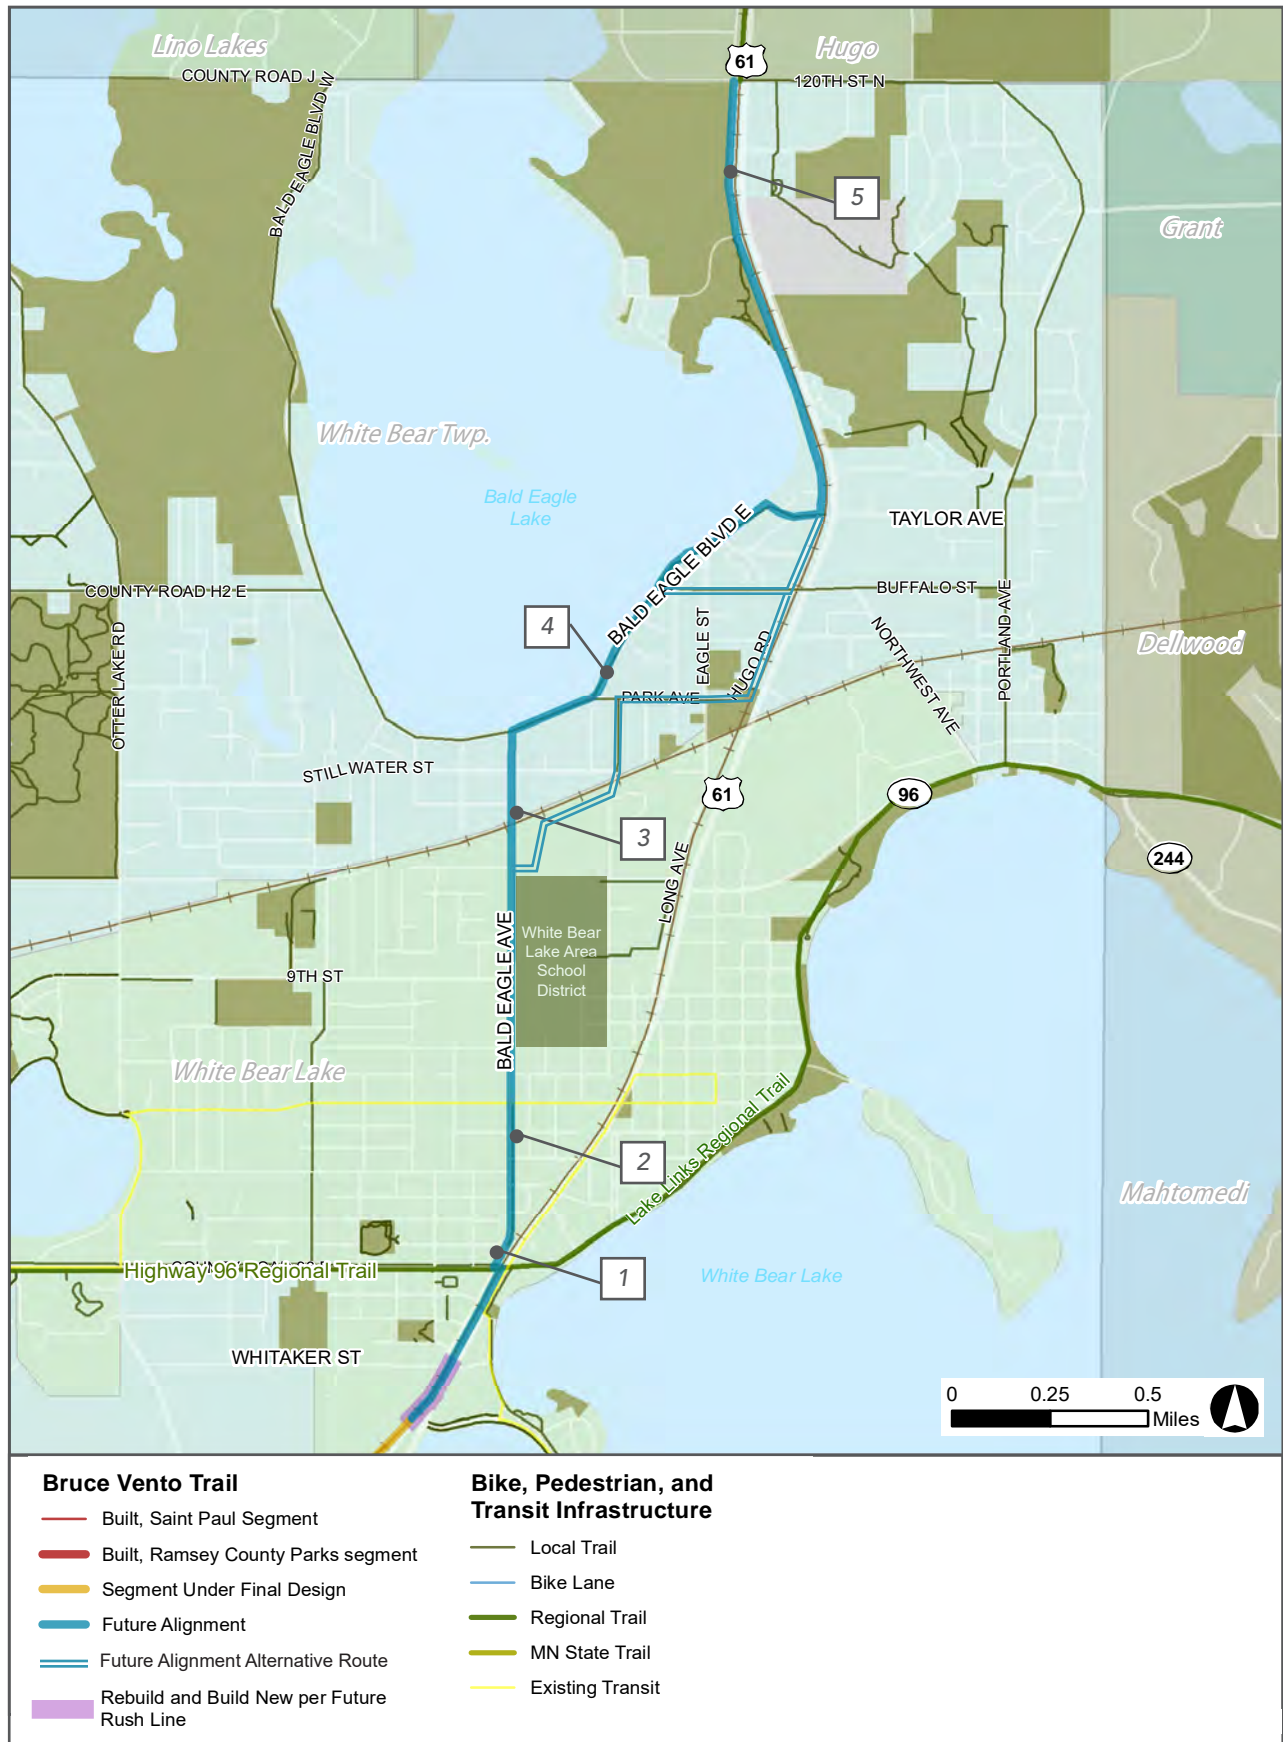 Lino Lakes
Hugo
COUNTY ROAD J
61
120TH ST N
BALD EAGLE BLVD W
5
Grant
White Bear Twp.
Bald Eagle
Lake
BALD EAGLE BLVD E
TAYLOR AVE
COUNTY ROAD H2 E
BUFFALO ST
4
EAGLE ST
OTTER LAKE RD
HUGO RD
NORTHWEST AVE
PORTLAND AVE
Dellwood
PARK AVE
STILLWATER ST
61
96
3
244
LONG AVE
BALD EAGLE AVE
White Bear
Lake Area
School
District
9TH ST
White Bear Lake
Lake Links Regional Trail
2
Mahtomedi
Highway 96 Regional Trail
1
White Bear Lake
WHITAKER ST
0 0.25 0.5
Miles
Bruce Vento Trail
Built, Saint Paul Segment
Built, Ramsey County Parks segment
Segment Under Final Design
Future Alignment
Future Alignment Alternative Route
Rebuild and Build New per Future
Rush Line
Bike, Pedestrian, and
Transit Infrastructure
Local Trail
Bike Lane
Regional Trail
MN State Trail
Existing Transit